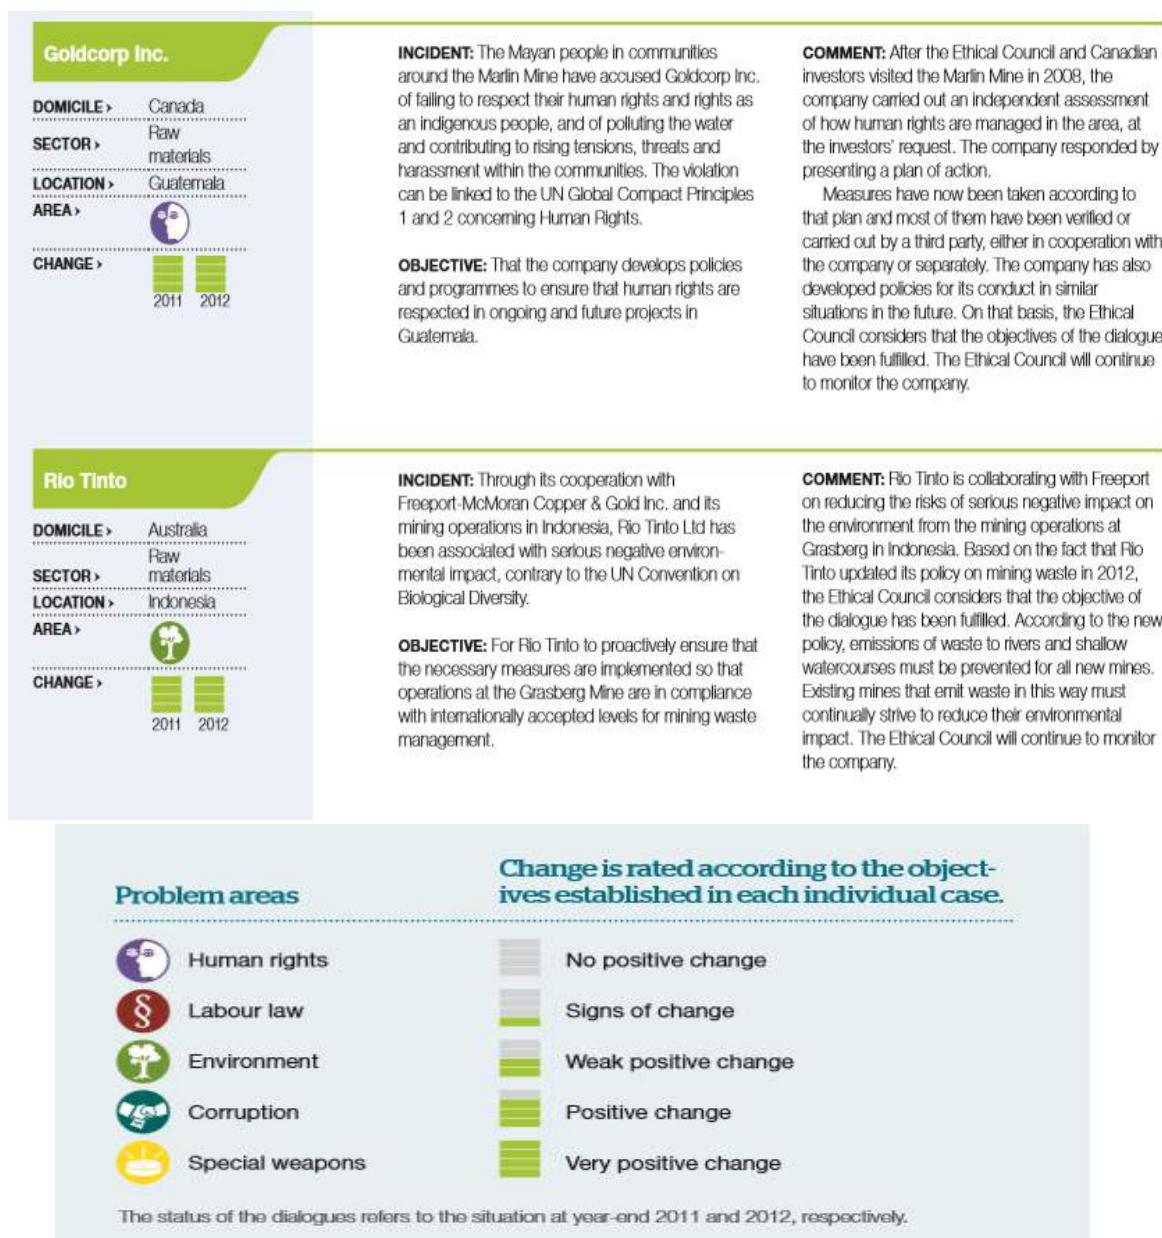 Goldcorp Inc.
DOMICILE › Canada
SECTOR › Raw
materials
LOCATION › Guatemala
AREA ›
CHANGE ›
2011 2012
INCIDENT: The Mayan people in communities
around the Marlin Mine have accused Goldcorp Inc.
of failing to respect their human rights and rights as
an indigenous people, and of polluting the water
and contributing to rising tensions, threats and
harassment within the communities. The violation
can be linked to the UN Global Compact Principles
1 and 2 concerning Human Rights.
OBJECTIVE: That the company develops policies
and programmes to ensure that human rights are
respected in ongoing and future projects in
Guatemala.
COMMENT: After the Ethical Council and Canadian
investors visited the Marlin Mine in 2008, the
company carried out an independent assessment
of how human rights are managed in the area, at
the investors' request. The company responded by
presenting a plan of action.
Measures have now been taken according to
that plan and most of them have been verified or
carried out by a third party, either in cooperation with
the company or separately. The company has also
developed policies for its conduct in similar
situations in the future. On that basis, the Ethical
Council considers that the objectives of the dialogue
have been fulfilled. The Ethical Council will continue
to monitor the company.
Rio Tinto
DOMICILE › Australia
Raw
SECTOR › materials
LOCATION › Indonesia
AREA ›
CHANGE ›
2011 2012
INCIDENT: Through its cooperation with
Freeport-McMoran Copper & Gold Inc. and its
mining operations in Indonesia, Rio Tinto Ltd has
been associated with serious negative environ-
mental impact, contrary to the UN Convention on
Biological Diversity.
OBJECTIVE: For Rio Tinto to proactively ensure that
the necessary measures are implemented so that
operations at the Grasberg Mine are in compliance
with internationally accepted levels for mining waste
management.
COMMENT: Rio Tinto is collaborating with Freeport
on reducing the risks of serious negative impact on
the environment from the mining operations at
Grasberg in Indonesia. Based on the fact that Rio
Tinto updated its policy on mining waste in 2012,
the Ethical Council considers that the objective of
the dialogue has been fulfilled. According to the new
policy, emissions of waste to rivers and shallow
watercourses must be prevented for all new mines.
Existing mines that emit waste in this way must
continually strive to reduce their environmental
impact. The Ethical Council will continue to monitor
the company.
Problem areas
Human rights
§ Labour law
Environment
Corruption
Special weapons
Change is rated according to the object-
ives established in each individual case.
No positive change
Signs of change
Weak positive change
Positive change
Very positive change
The status of the dialogues refers to the situation at year-end 2011 and 2012, respectively.